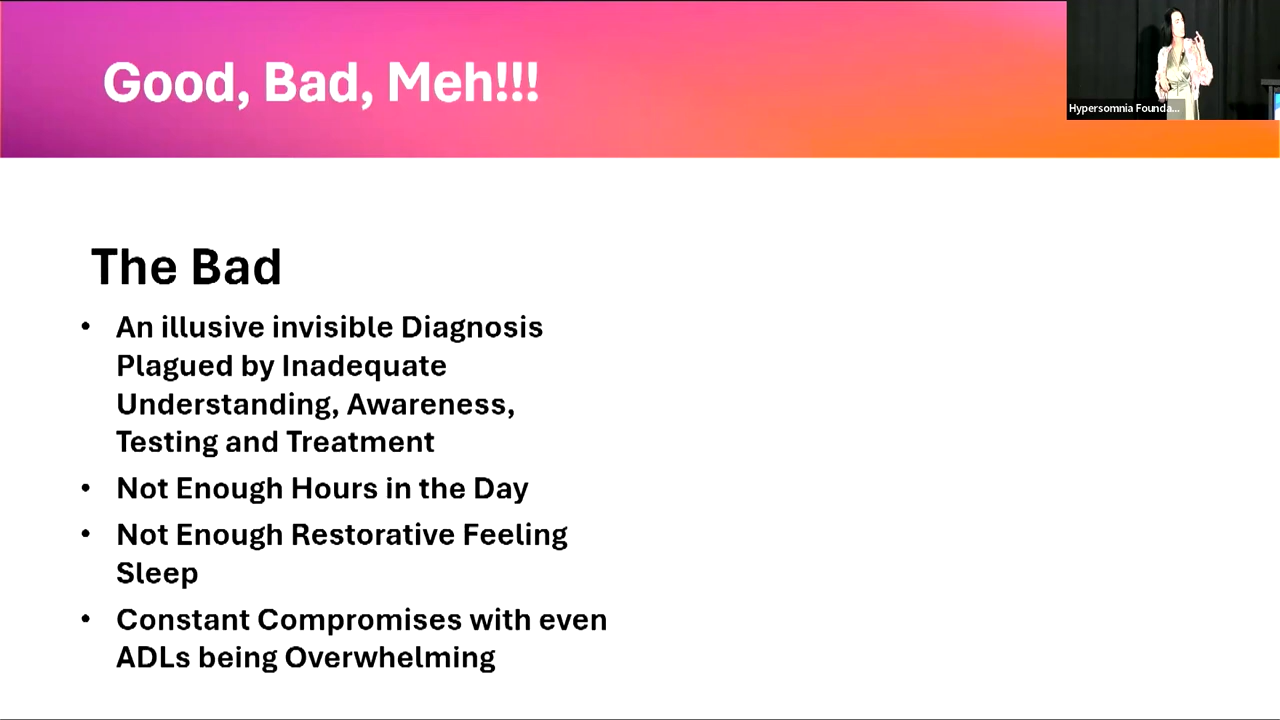 Good, Bad, Meh!!!
Hypersomnia Founda...
The Bad
• An illusive invisible Diagnosis
Plagued by Inadequate
Understanding, Awareness,
Testing and Treatment
• Not Enough Hours in the Day
• Not Enough Restorative Feeling
Sleep
• Constant Compromises with even
ADLs being Overwhelming